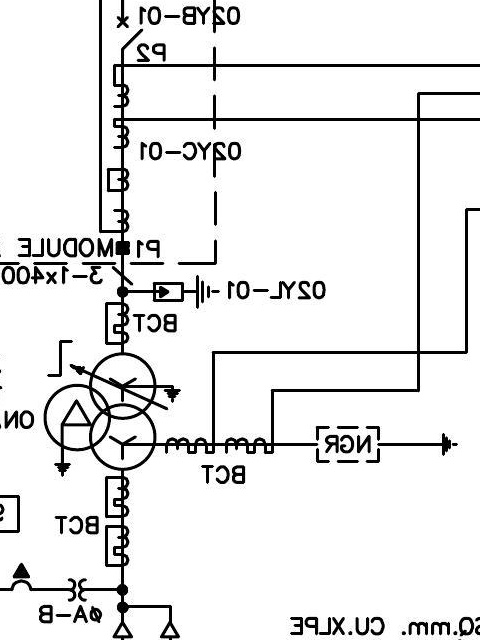 02YB-01
P2
02YC-01
P1
MODULE
3-1x400
02YL-01
BCT
ON
NGR
BCT
BCT
øA-B
SQ.mm. CU.XLPE